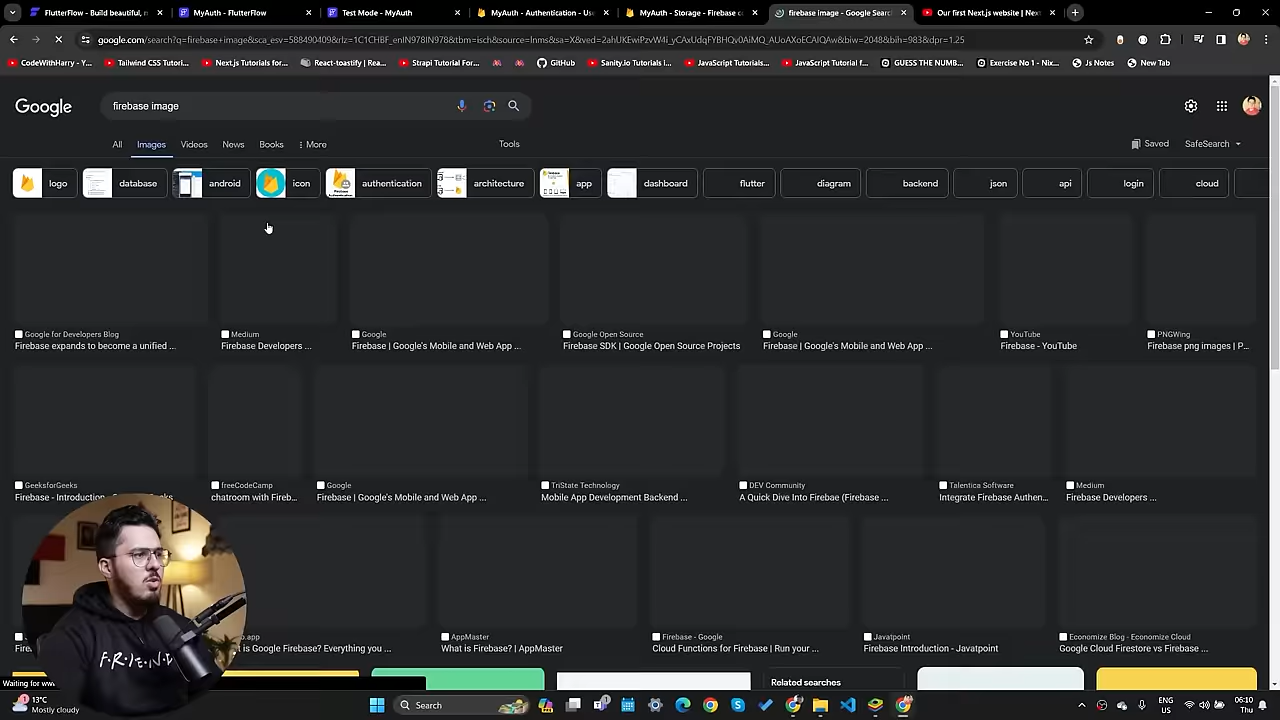 FlutterFlow - Build beautiful, m
MyAuth - FlutterFlow
Test Mode - MyAuth
MyAuth - Authentication - Use
MyAuth - Storage - Firebase c
firebase image - Google Searc
Our first Next.js website | Next
google.com/search?q=firebase+image&sca_esv=588490409&rlz=1C1CHBF_enIN978IN978&tbm=isch&source=lnms&sa=X&ved=2ahUKEwiPzvW4j_yCAxUdqFYBHQv0AiMQ_AUoAXoECAIQAw&biw=2048&bih=983&dpr=1.25
CodeWithHarry - Y...
Tailwind CSS Tutori...
Next.js Tutorials for...
React-toastify | Rea...
Strapi Tutorial For...
GitHub
Sanity.io Tutorials I...
JavaScript Tutorials...
JavaScript Tutorial f...
GUESS THE NUMB...
Exercise No 1 - Nix...
Js Notes
New Tab
Google
firebase image
All
Images
Videos
News
Books
More
Tools
Saved
SafeSearch
logo
database
android
icon
authentication
architecture
app
dashboard
flutter
diagram
backend
json
api
login
cloud
Google for Developers Blog
Firebase expands to become a unified ...
Medium
Firebase Developers ...
Google
Firebase | Google's Mobile and Web App ...
Google Open Source
Firebase SDK | Google Open Source Projects
Google
Firebase | Google's Mobile and Web App ...
YouTube
Firebase - YouTube
PNGWing
Firebase png images | P...
GeeksforGeeks
Firebase - Introduction
freeCodeCamp
chatroom with Fireb...
Google
Firebase | Google's Mobile and Web App ...
TriState Technology
Mobile App Development Backend ...
DEV Community
A Quick Dive Into Firebae (Firebase ...
Talentica Software
Integrate Firebase Authen...
Medium
Firebase Developers ...
is Google Firebase? Everything you ...
AppMaster
What is Firebase? | AppMaster
Firebase - Google
Cloud Functions for Firebase | Run your ...
Javatpoint
Firebase Introduction - Javatpoint
Economize Blog - Economize Cloud
Google Cloud Firestore vs Firebase ...
Related searches
F·R·I·E·N·D
Waiting for ww
13°C
Mostly cloudy
Search
ENG
US
06:10
Thu